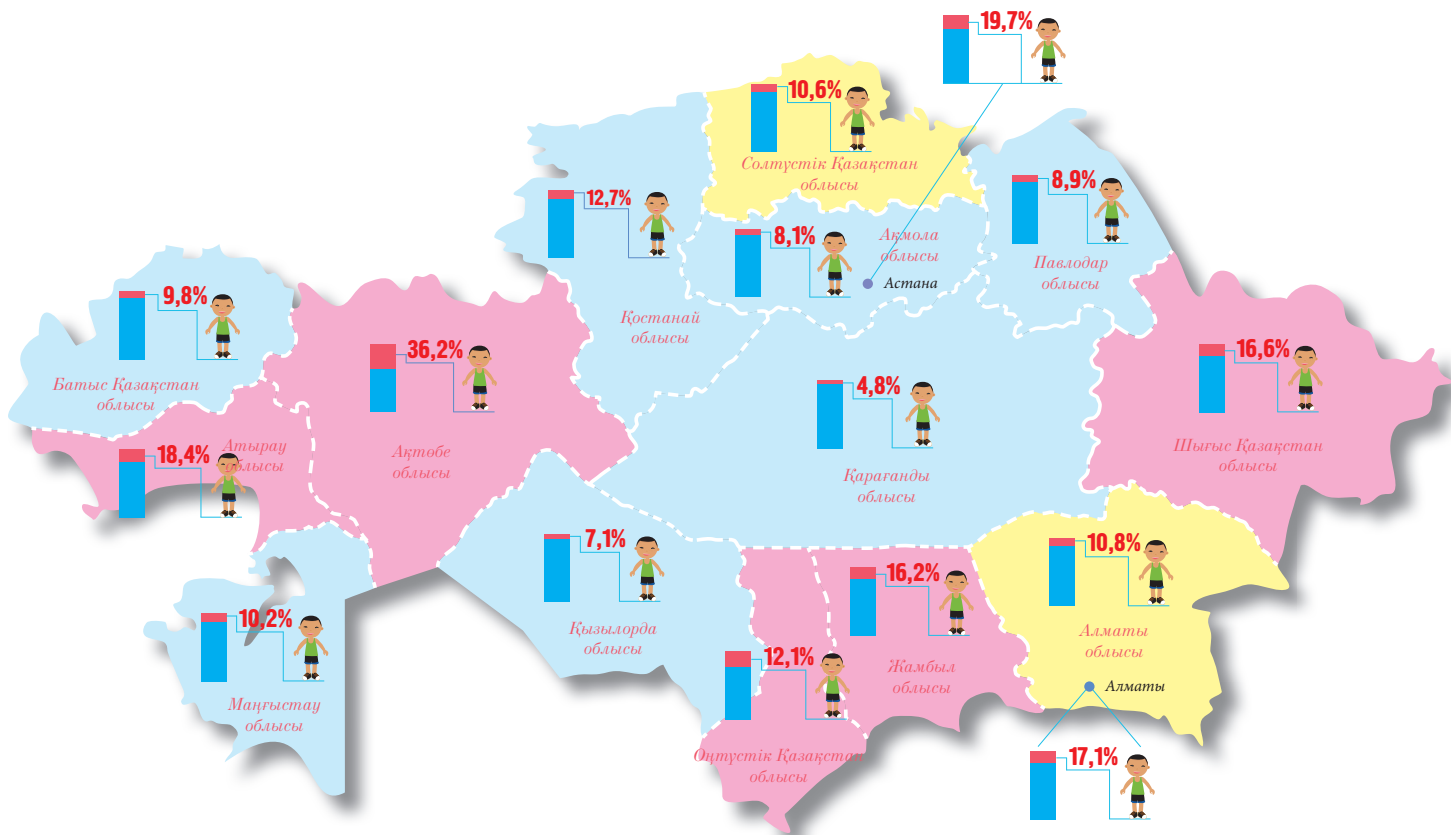 19,7%
10,6%
Солтүстік Қазақстан
облысы
12,7%
Қостанай
облысы
8,1%
Ақмола
облысы
Астана
8,9%
Павлодар
облысы
9,8%
Батыс Қазақстан
облысы
36,2%
Ақтөбе
облысы
4,8%
Қарағанды
облысы
16,6%
Шығыс Қазақстан
облысы
18,4%
Атырау
облысы
7,1%
Қызылорда
облысы
16,2%
Жамбыл
облысы
10,8%
Алматы
облысы
Алматы
10,2%
Маңғыстау
облысы
12,1%
Оңтүстік Қазақстан
облысы
17,1%